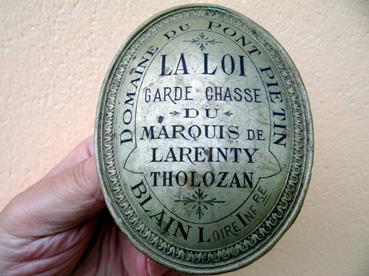 DOMAINE DU PONT PIETIN
LA LOI
GARDE CHASSE
DU
MARQUIS DE
LAREINTY
THOLOZAN
BLAIN LOIRE INFRE